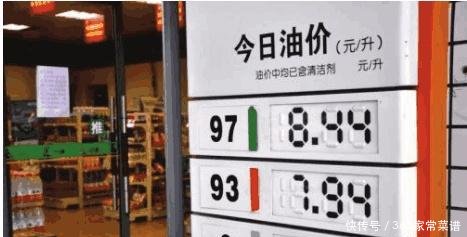 今日油价 (元/升)
油价中均已含清洁剂 元/升
97 8.44
93 7.94
推